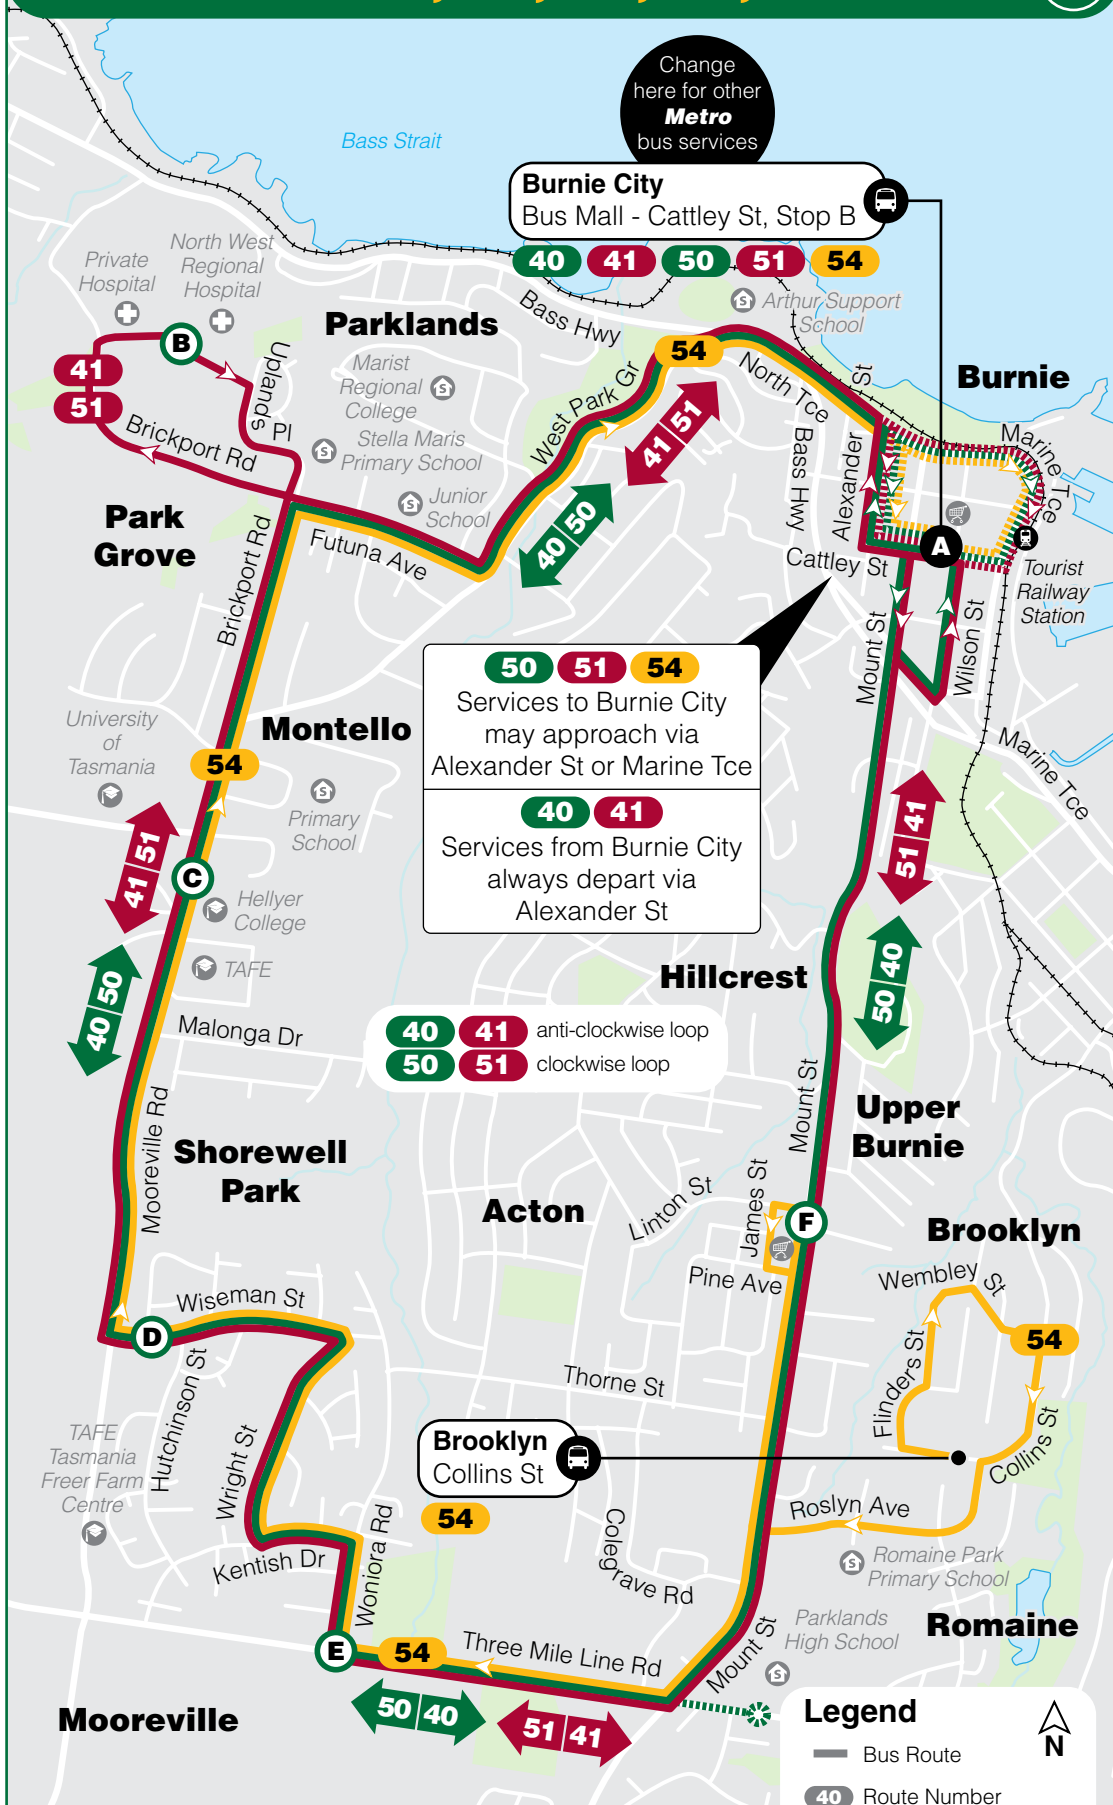 Change
here for other
Metro
bus services
Bass Strait
Burnie City
Bus Mall - Cattley St, Stop B
40 41 50 51 54
Private
Hospital
North West
Regional
Hospital
Parklands
Bass Hwy
Arthur Support
School
B
41
51
Uplands
Pl
Marist
Regional
College
54
West Park Gr
North Tce
St
Burnie
Brickport Rd
Stella Maris
Primary School
41 51
Bass Hwy
Alexander
Marine Tce
Junior
School
Park
Grove
Brickport Rd
Futuna Ave
40 50
A
Cattley St
Tourist
Railway
Station
Mount St
Wilson St
50 51 54
Services to Burnie City
may approach via
Alexander St or Marine Tce
40 41
Services from Burnie City
always depart via
Alexander St
University
of
Tasmania
Montello
54
Primary
School
Marine Tce
41 51
51 41
C
Hellyer
College
TAFE
40 50
Hillcrest
50 40
Malonga Dr
40 41 anti-clockwise loop
50 51 clockwise loop
Mooreville Rd
Mount St
Upper
Burnie
Shorewell
Park
Acton
Linton St
James St
F
Brooklyn
Pine Ave
Wembley St
Wiseman St
D
54
Hutchinson St
Thorne St
Flinders St
TAFE
Tasmania
Freer Farm
Centre
Wright St
Brooklyn
Collins St
54
Collins St
Roslyn Ave
Kentish Dr
Woniora Rd
Colegrave Rd
Romaine Park
Primary School
Romaine
Parklands
High School
E
54
Three Mile Line Rd
Mount St
50 40
51 41
Mooreville
Legend
N
Bus Route
40 Route Number